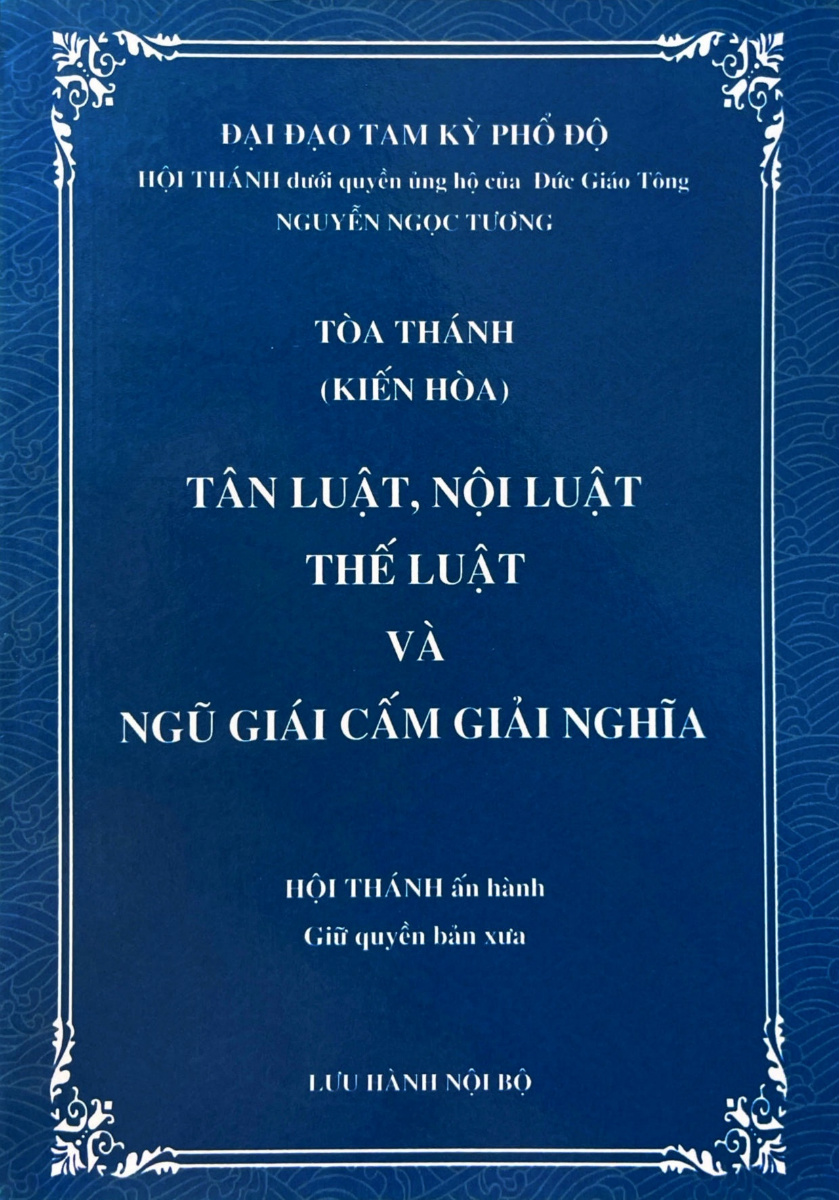 ĐẠI ĐẠO TAM KỲ PHỔ ĐỘ
HỘI THÁNH dưới quyền ủng hộ của Đức Giáo Tông
NGUYỄN NGỌC TƯƠNG
TÒA THÁNH
(KIẾN HÒA)
TÂN LUẬT, NỘI LUẬT
THẾ LUẬT
VÀ
NGŨ GIÁI CẤM GIẢI NGHĨA
HỘI THÁNH ấn hành
Giữ quyền bản xưa
LƯU HÀNH NỘI BỘ